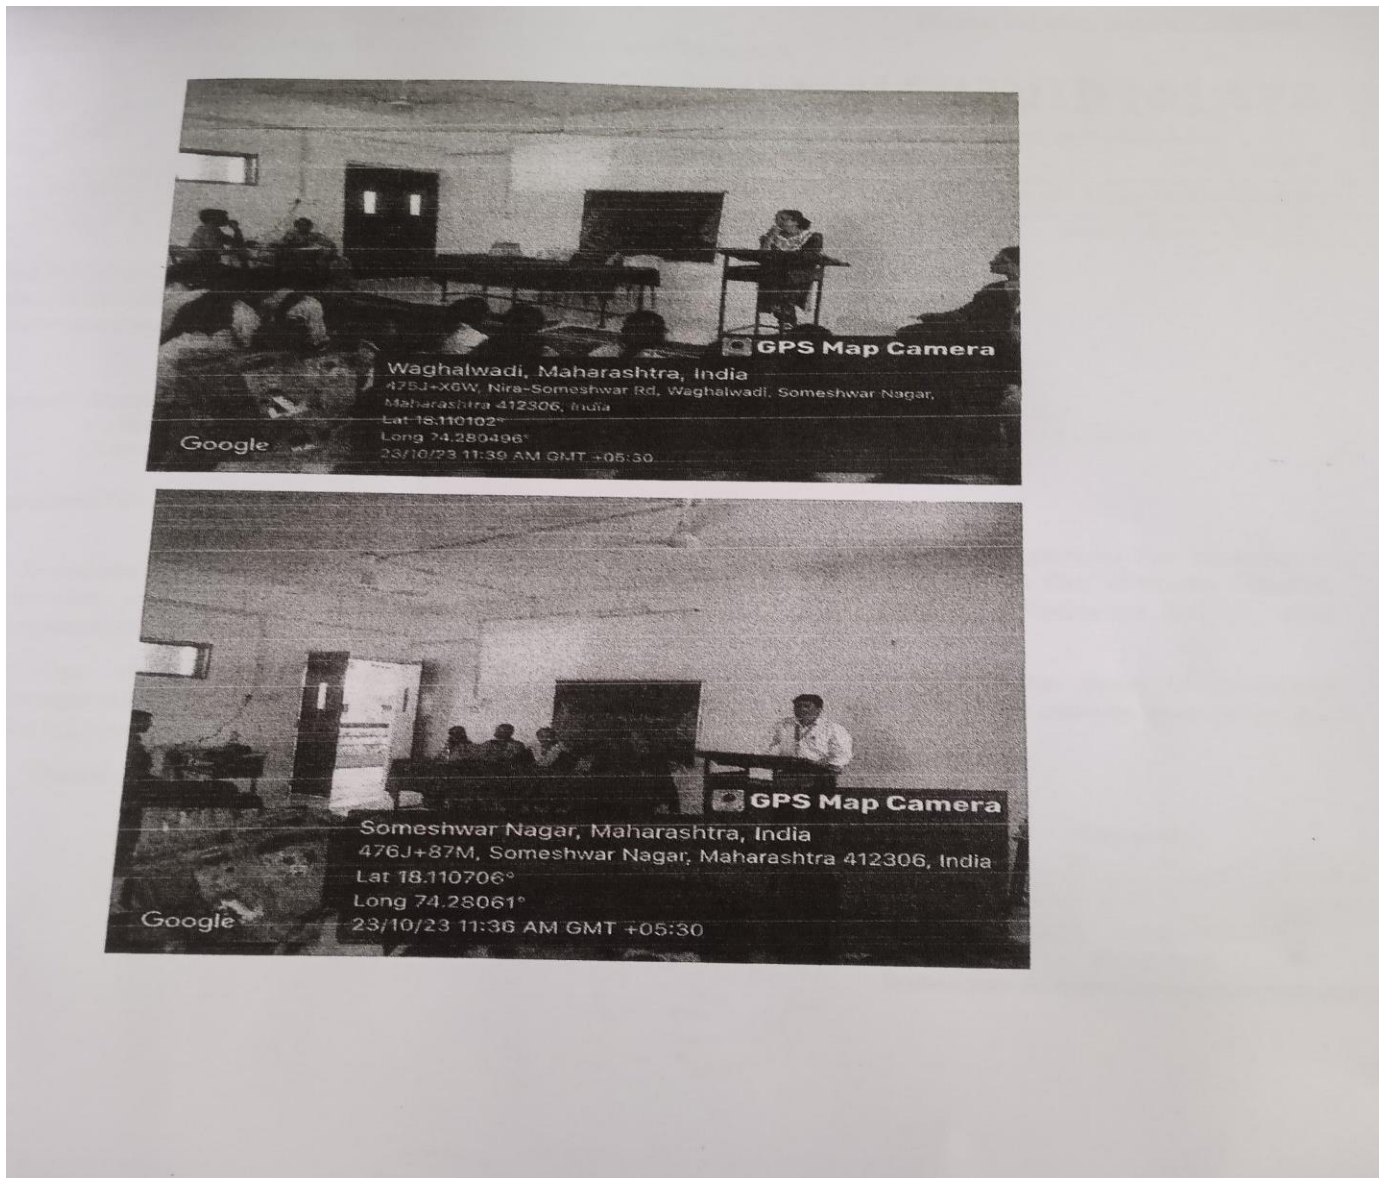 GPS Map Camera
Waghalwadi, Maharashtra, India
475J+X6W, Nira-Someshwar Rd, Waghalwadi, Someshwar Nagar,
Maharashtra 412306, India
Lat 18.110102°
Long 74.280496°
23/10/23 11:39 AM GMT +05:30
Google
GPS Map Camera
Someshwar Nagar, Maharashtra, India
476J+87M, Someshwar Nagar, Maharashtra 412306, India
Lat 18.110706°
Long 74.28061°
23/10/23 11:36 AM GMT +05:30
Google